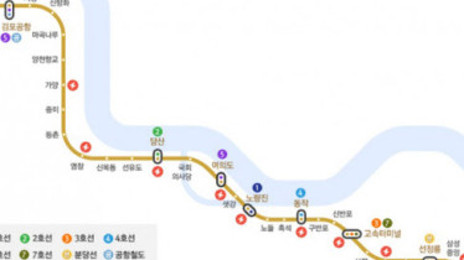 신방화
김포공항
5
마곡나루
양천향교
가양
증미
등촌
염창
신목동
선유도
2
당산
국회
의사당
5
여의도
샛강
1
노량진
노들
흑석
4
동작
구반포
신반포
3 7
고속터미널
선정릉
삼성
중앙
호선
2 2호선
3 3호선
4 4호선
호선
7 7호선
분당선
공항철도